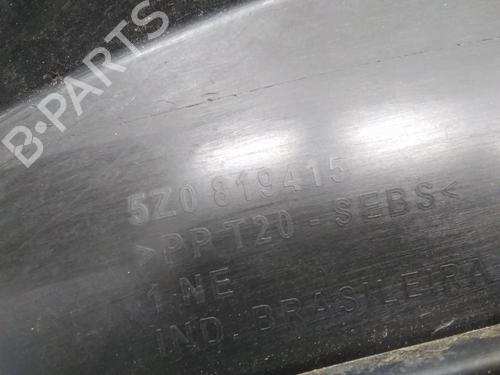 B-PARTS
5Z0 819415
>PP T20 - SEBS<
1 NE
IND. BRASILEIRA